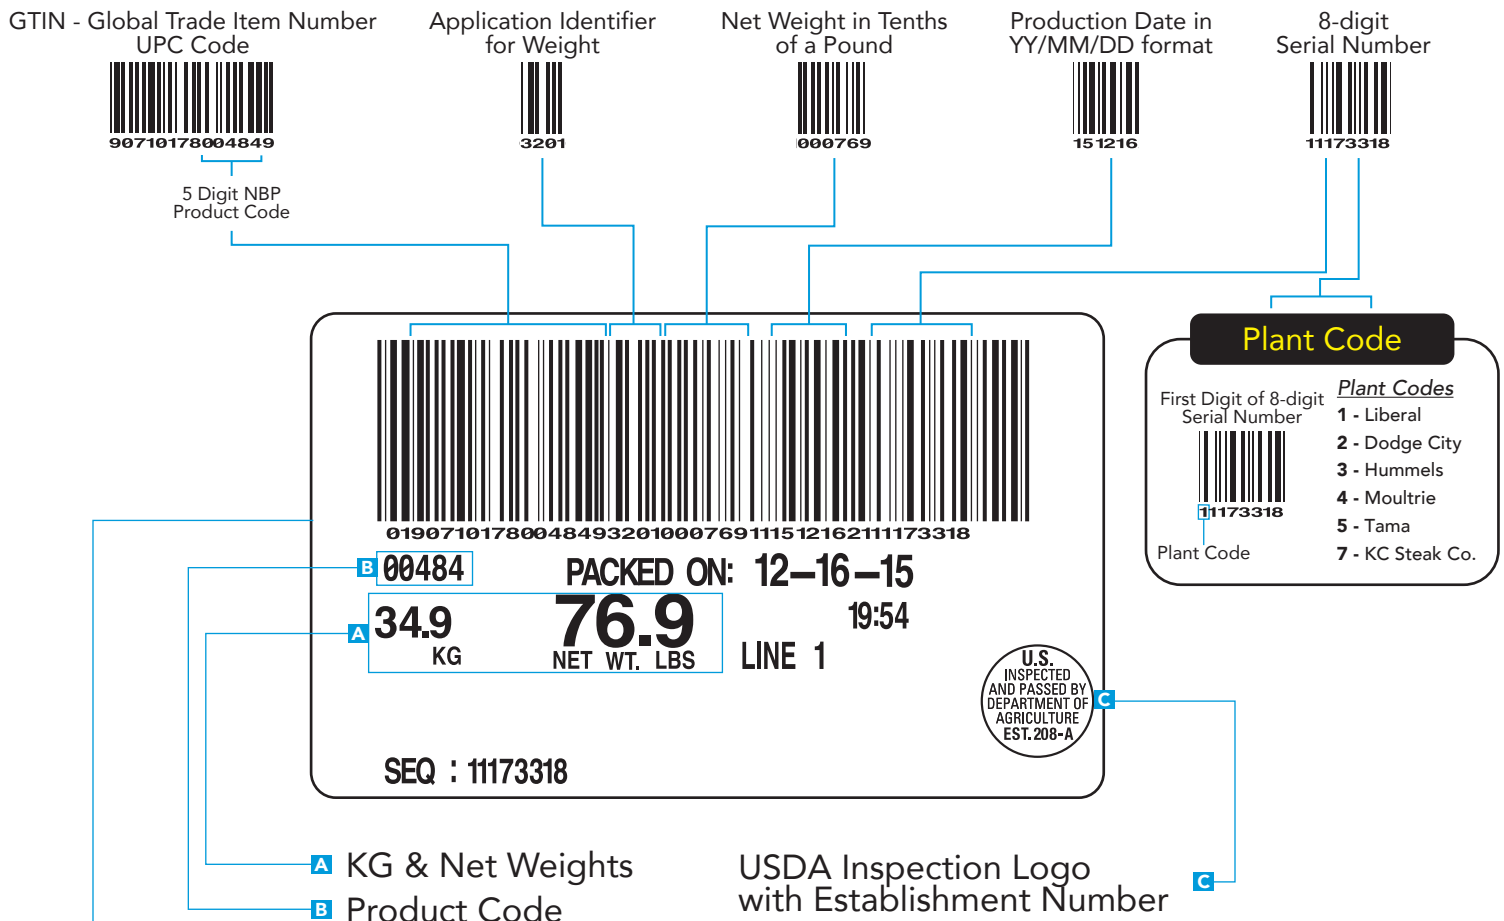 GTIN - Global Trade Item Number
UPC Code
90710178004849
5 Digit NBP
Product Code
Application Identifier
for Weight
3201
Net Weight in Tenths
of a Pound
000769
Production Date in
YY/MM/DD format
151216
8-digit
Serial Number
11173318
Plant Code
First Digit of 8-digit
Serial Number
11173318
Plant Code
Plant Codes
1 - Liberal
2 - Dodge City
3 - Hummels
4 - Moultrie
5 - Tama
7 - KC Steak Co.
019071017800484932010007691115121621111173318
B 00484
PACKED ON: 12-16-15
19:54
A 34.9
KG
76.9
NET WT. LBS
LINE 1
U.S.
INSPECTED
AND PASSED BY
DEPARTMENT OF
AGRICULTURE
EST. 208-A
C
SEQ : 11173318
A KG & Net Weights
B Product Code
USDA Inspection Logo
with Establishment Number C